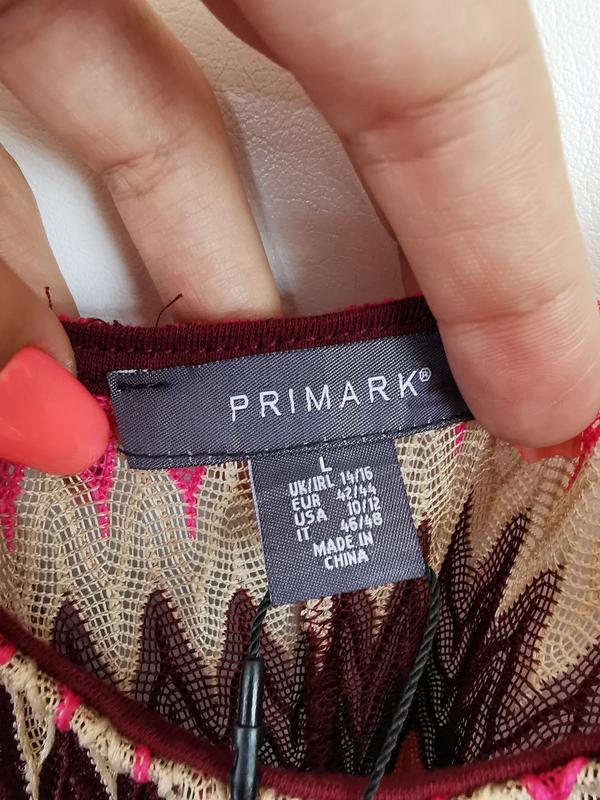 PRIMARK®
L
UK/IRL 14/16
EUR 42/44
USA 10/12
IT 46/48
MADE IN
CHINA